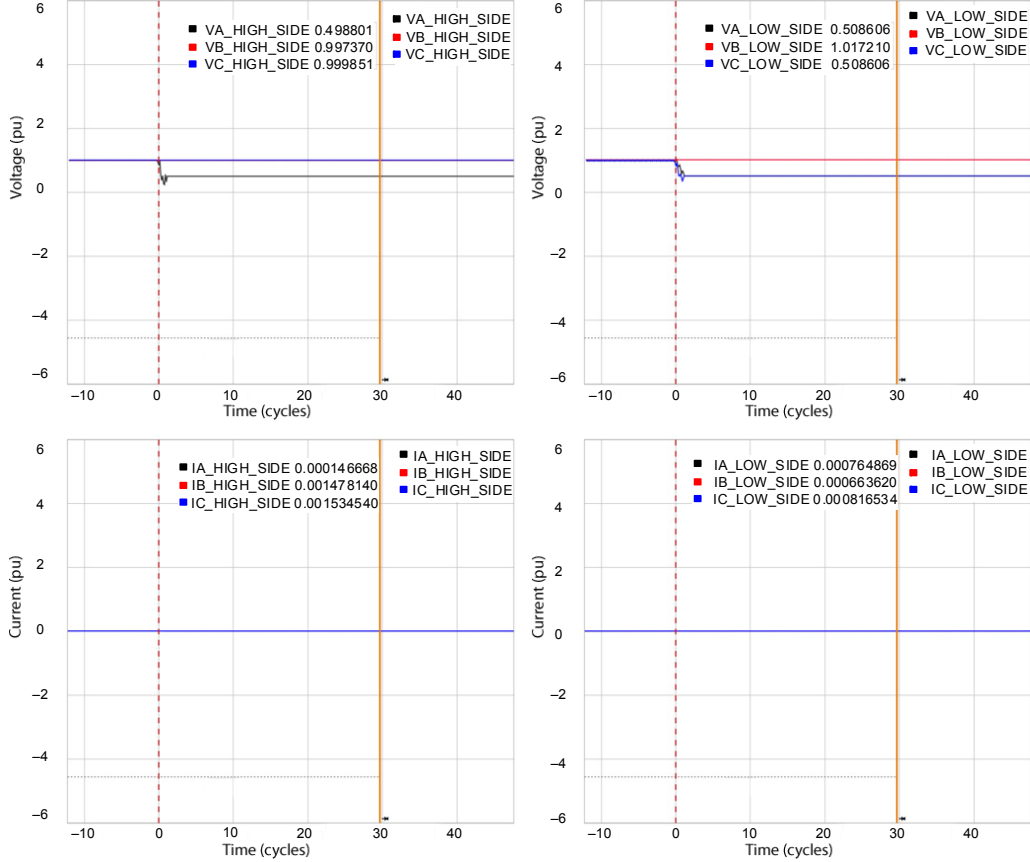 6
4
2
0
–2
–4
–6
Voltage (pu)
VA_HIGH_SIDE 0.498801
VB_HIGH_SIDE 0.997370
VC_HIGH_SIDE 0.999851
VA_HIGH_SIDE
VB_HIGH_SIDE
VC_HIGH_SIDE
–10 0 10 20 30 40
Time (cycles)
6
4
2
0
–2
–4
–6
Voltage (pu)
VA_LOW_SIDE 0.508606
VB_LOW_SIDE 1.017210
VC_LOW_SIDE 0.508606
VA_LOW_SIDE
VB_LOW_SIDE
VC_LOW_SIDE
–10 0 10 20 30 40
Time (cycles)
6
4
2
0
–2
–4
–6
Current (pu)
IA_HIGH_SIDE 0.000146668
IB_HIGH_SIDE 0.001478140
IC_HIGH_SIDE 0.001534540
IA_HIGH_SIDE
IB_HIGH_SIDE
IC_HIGH_SIDE
–10 0 10 20 30 40
Time (cycles)
6
4
2
0
–2
–4
–6
Current (pu)
IA_LOW_SIDE 0.000764869
IB_LOW_SIDE 0.000663620
IC_LOW_SIDE 0.000816534
IA_LOW_SIDE
IB_LOW_SIDE
IC_LOW_SIDE
–10 0 10 20 30 40
Time (cycles)